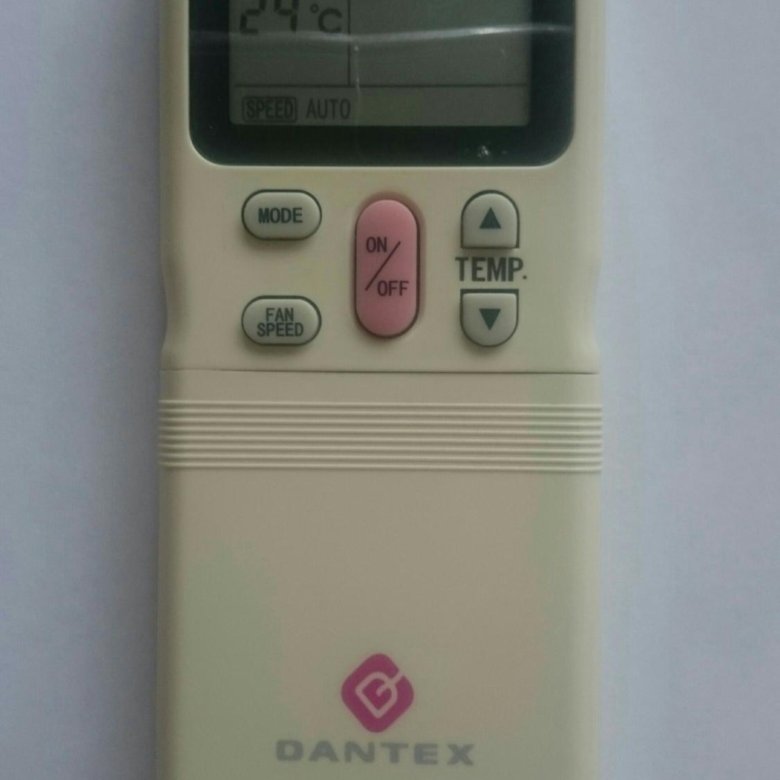 24 °C
SPEED AUTO
MODE
ON/OFF
TEMP.
FAN
SPEED
DANTEX